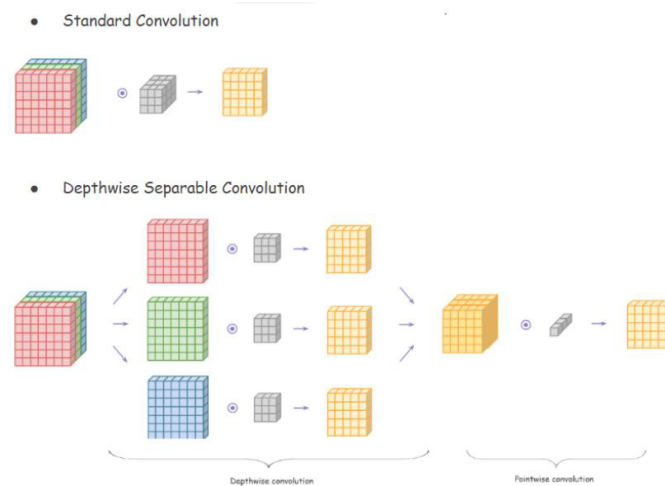 ● Standard Convolution
● Depthwise Separable Convolution
Depthwise convolution
Pointwise convolution